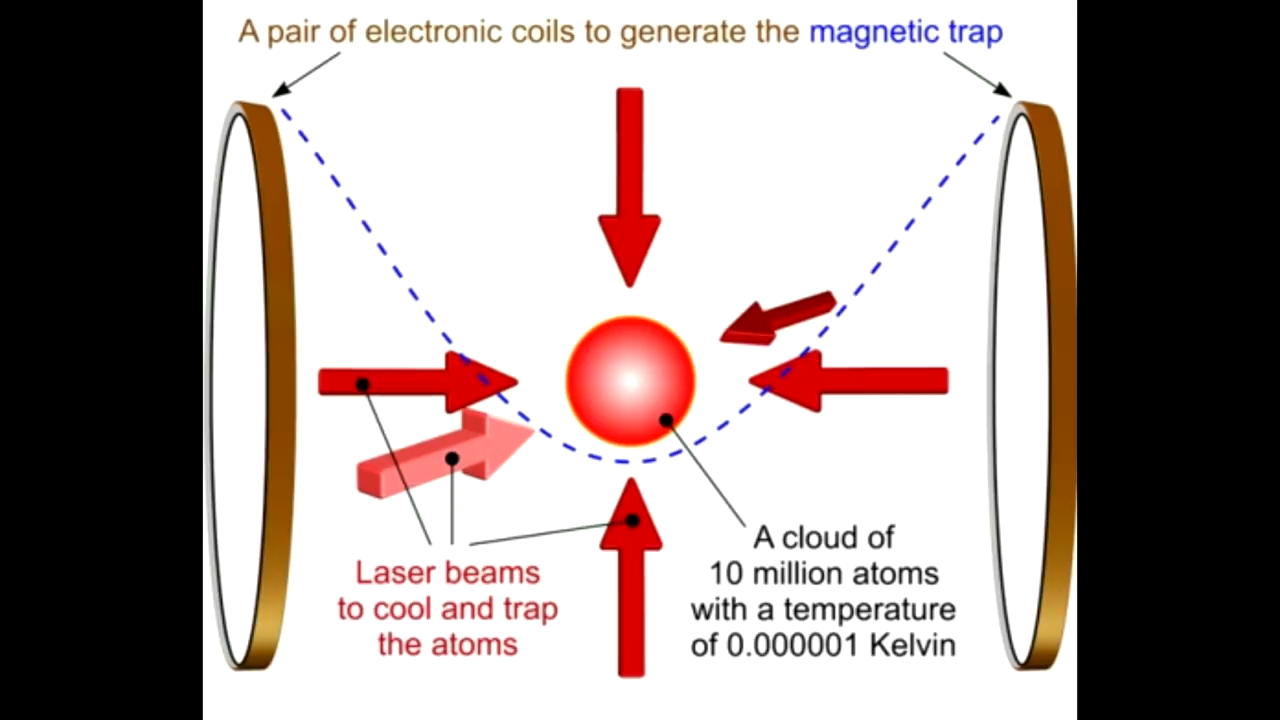 A pair of electronic coils to generate the magnetic trap
Laser beams
to cool and trap
the atoms
A cloud of
10 million atoms
with a temperature
of 0.000001 Kelvin